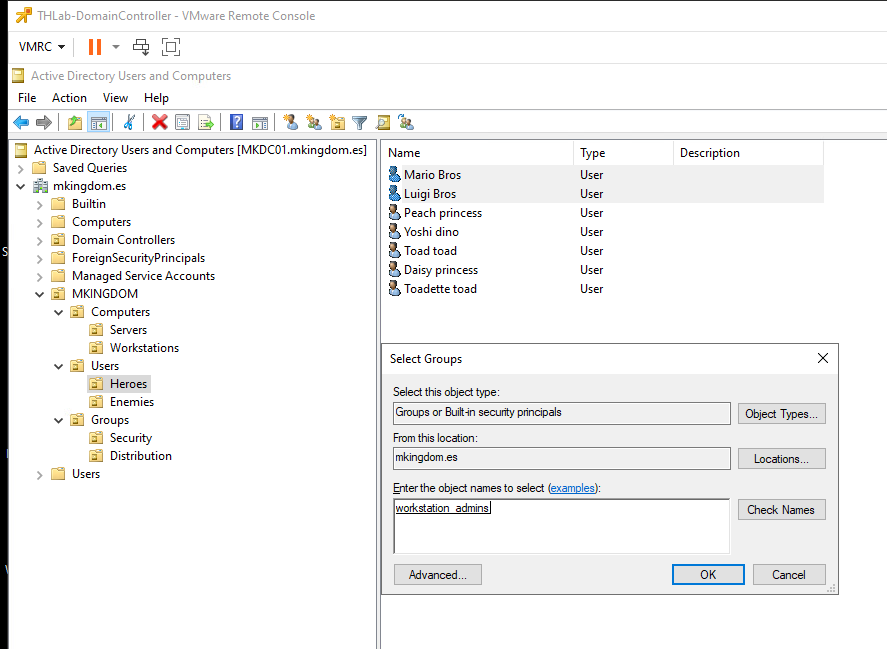 THLab-DomainController - VMware Remote Console
VMRC
Active Directory Users and Computers
File Action View Help
Active Directory Users and Computers [MKDC01.mkingdom.es]
Saved Queries
mkingdom.es
Builtin
Computers
Domain Controllers
ForeignSecurityPrincipals
Managed Service Accounts
MKINGDOM
Computers
Servers
Workstations
Users
Heroes
Enemies
Groups
Security
Distribution
Users
Name Type Description
Mario Bros User
Luigi Bros User
Peach princess User
Yoshi dino User
Toad toad User
Daisy princess User
Toadette toad User
Select Groups
Select this object type:
Groups or Built-in security principals
Object Types...
From this location:
mkingdom.es
Locations...
Enter the object names to select (examples):
workstation_admins
Check Names
Advanced...
OK
Cancel